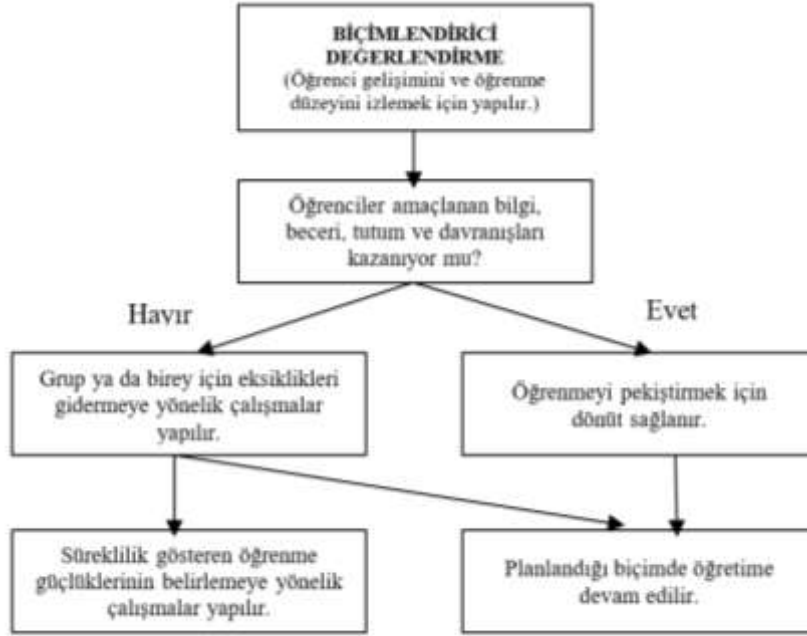 BİÇİMLENDİRİCİ
DEĞERLENDİRME
(Öğrenci gelişimini ve öğrenme
düzeyini izlemek için yapılır.)
Öğrenciler amaçlanan bilgi,
beceri, tutum ve davranışları
kazanıyor mu?
Hayır
Evet
Grup ya da birey için eksiklikleri
gidermeye yönelik çalışmalar
yapılır.
Öğrenmeyi pekiştirmek için
dönüt sağlanır.
Süreklilik gösteren öğrenme
güçlüklerinin belirlemeye yönelik
çalışmalar yapılır.
Planlandığı biçimde öğretime
devam edilir.